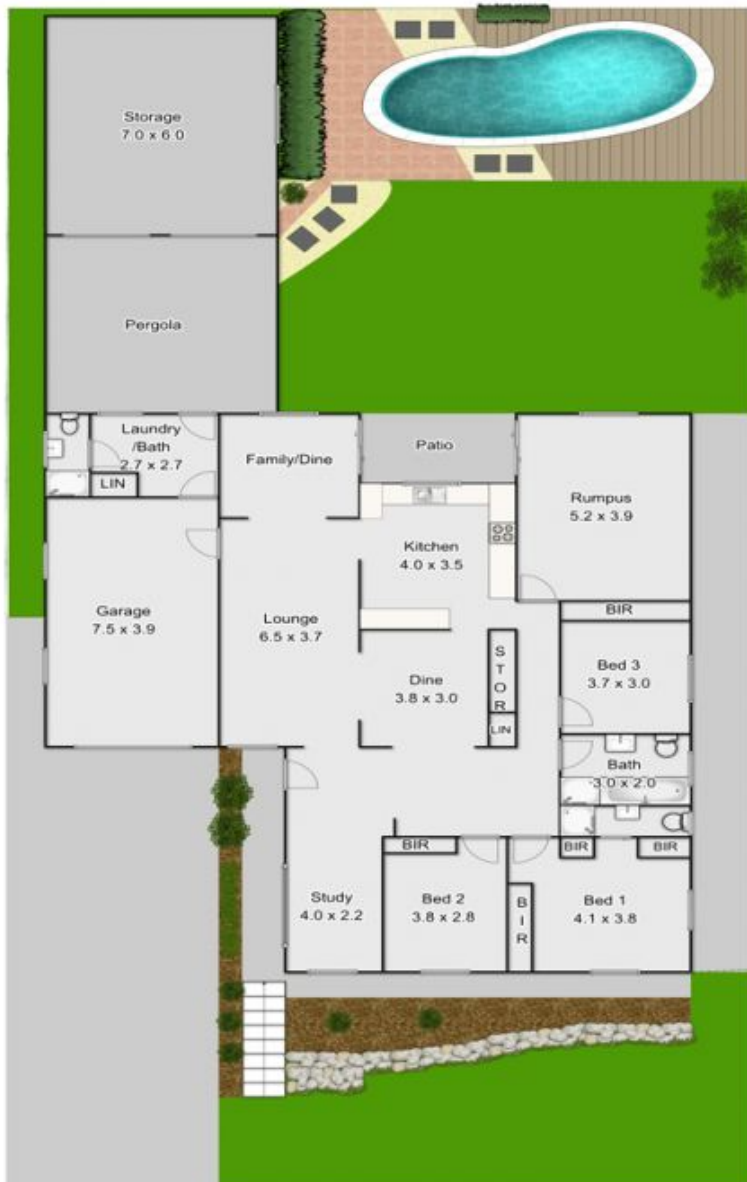 Storage
7.0 x 6.0
Pergola
Laundry
/Bath
2.7 x 2.7
LIN
Family/Dine
Patio
Rumpus
5.2 x 3.9
Kitchen
4.0 x 3.5
Garage
7.5 x 3.9
Lounge
6.5 x 3.7
BIR
Bed 3
3.7 x 3.0
Dine
3.8 x 3.0
STOR
LIN
Bath
3.0 x 2.0
BIR
BIR
BIR
Study
4.0 x 2.2
Bed 2
3.8 x 2.8
BIR
Bed 1
4.1 x 3.8